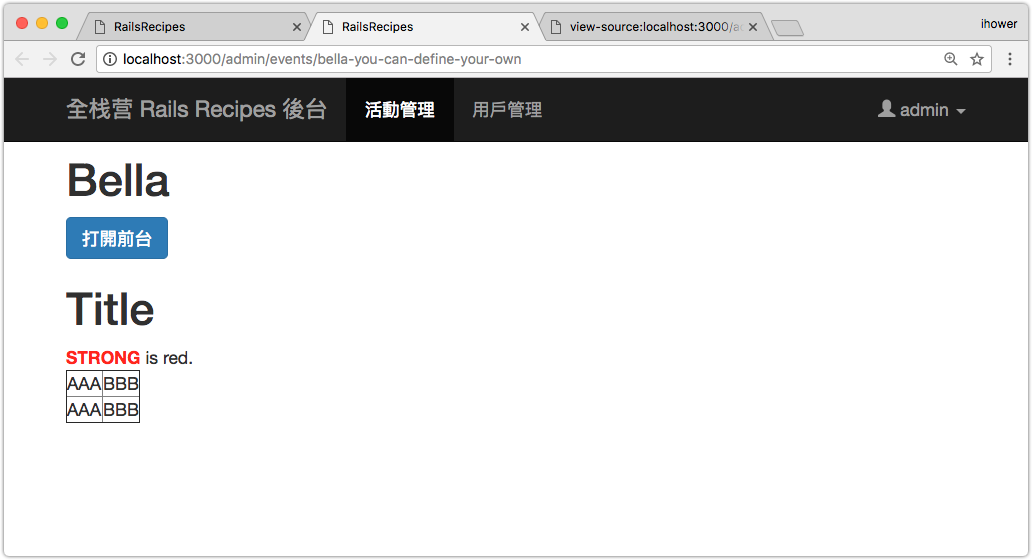 RailsRecipes
RailsRecipes
view-source:localhost:3000/a
ihower
localhost:3000/admin/events/bella-you-can-define-your-own
全栈营 Rails Recipes 後台 活動管理 用戶管理 admin
Bella
打開前台
Title
STRONG is red.
AAA BBB
AAA BBB